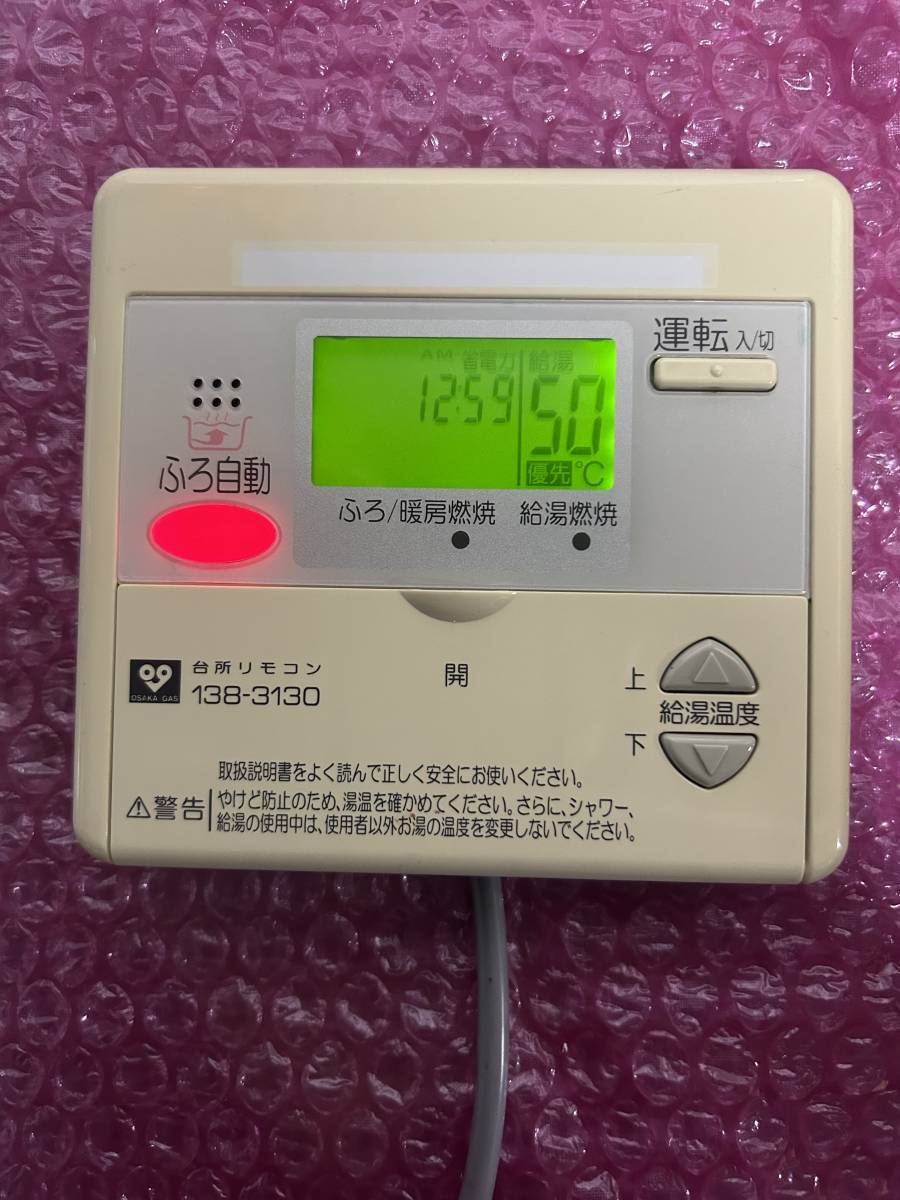 運転 入/切
AM 省電力 給湯
12:59 50
優先 ℃
ふろ自動
ふろ/暖房燃焼 給湯燃焼
OSAKA GAS
台所リモコン
138-3130
開
上
給湯温度
下
取扱説明書をよく読んで正しく安全にお使いください。
⚠警告
やけど防止のため、湯温を確かめてください。さらに、シャワー、
給湯の使用中は、使用者以外お湯の温度を変更しないでください。